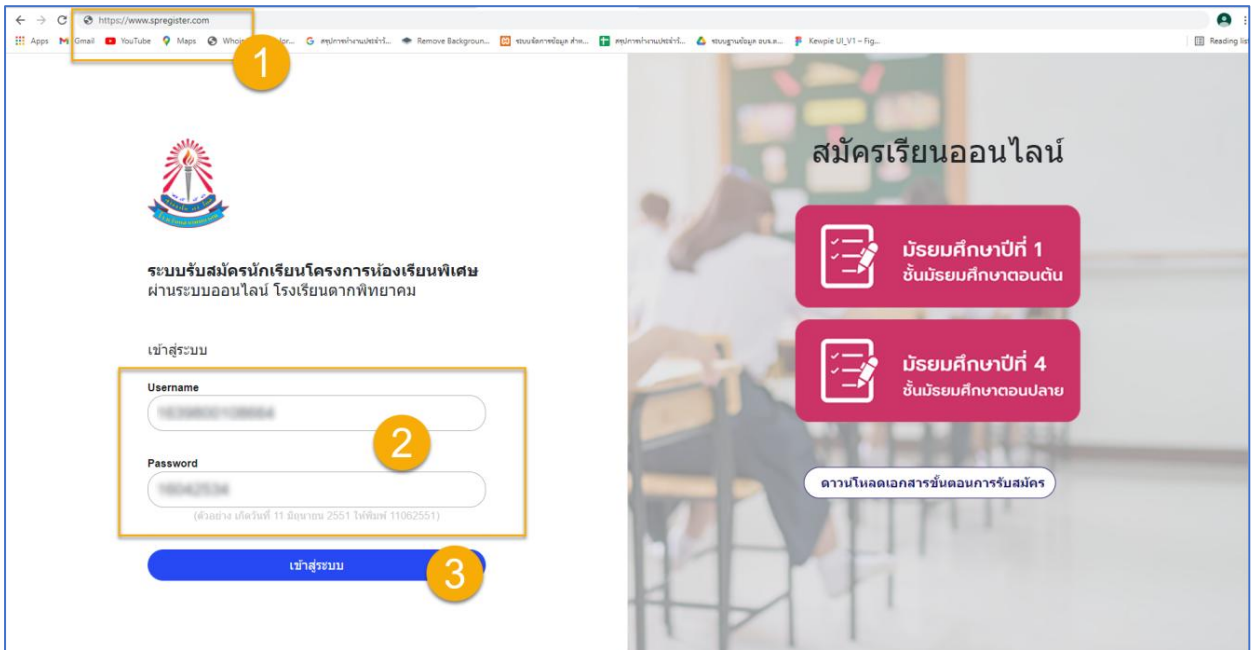 https://www.spregister.com
Apps Gmail YouTube Maps Remove Backgroun... Kewpie UI_V1 – Fig... Reading list
1
ระบบรับสมัครนักเรียนโครงการห้องเรียนพิเศษ
ผ่านระบบออนไลน์ โรงเรียนตากพิทยาคม
เข้าสู่ระบบ
Username
2
Password
(ตัวอย่าง เกิดวันที่ 11 มิถุนายน 2551 ให้พิมพ์ 11062551)
เข้าสู่ระบบ
3
สมัครเรียนออนไลน์
มัธยมศึกษาปีที่ 1
ชั้นมัธยมศึกษาตอนต้น
มัธยมศึกษาปีที่ 4
ชั้นมัธยมศึกษาตอนปลาย
ดาวน์โหลดเอกสารขั้นตอนการรับสมัคร